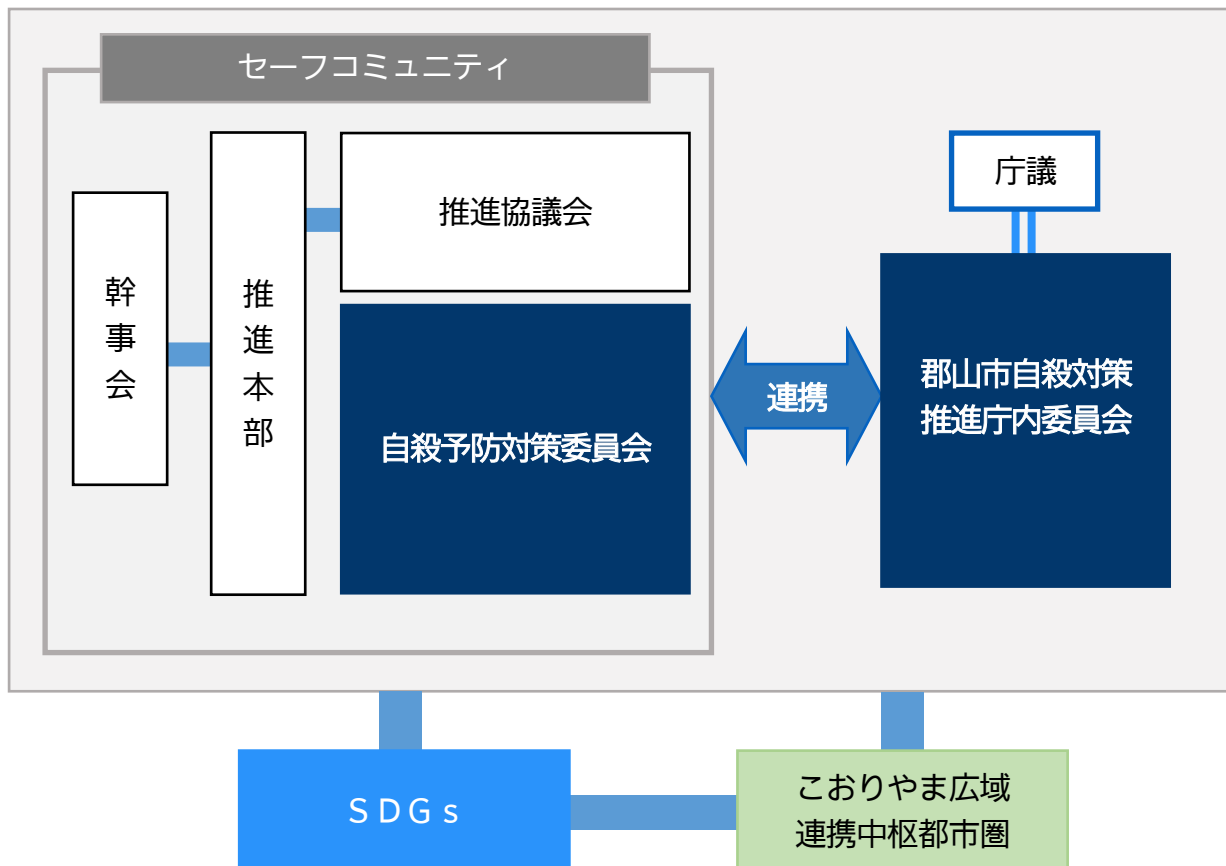 セーフコミュニティ
幹事会
推進本部
推進協議会
自殺予防対策委員会
連携
庁議
郡山市自殺対策
推進庁内委員会
ＳＤＧｓ
こおりやま広域
連携中枢都市圏